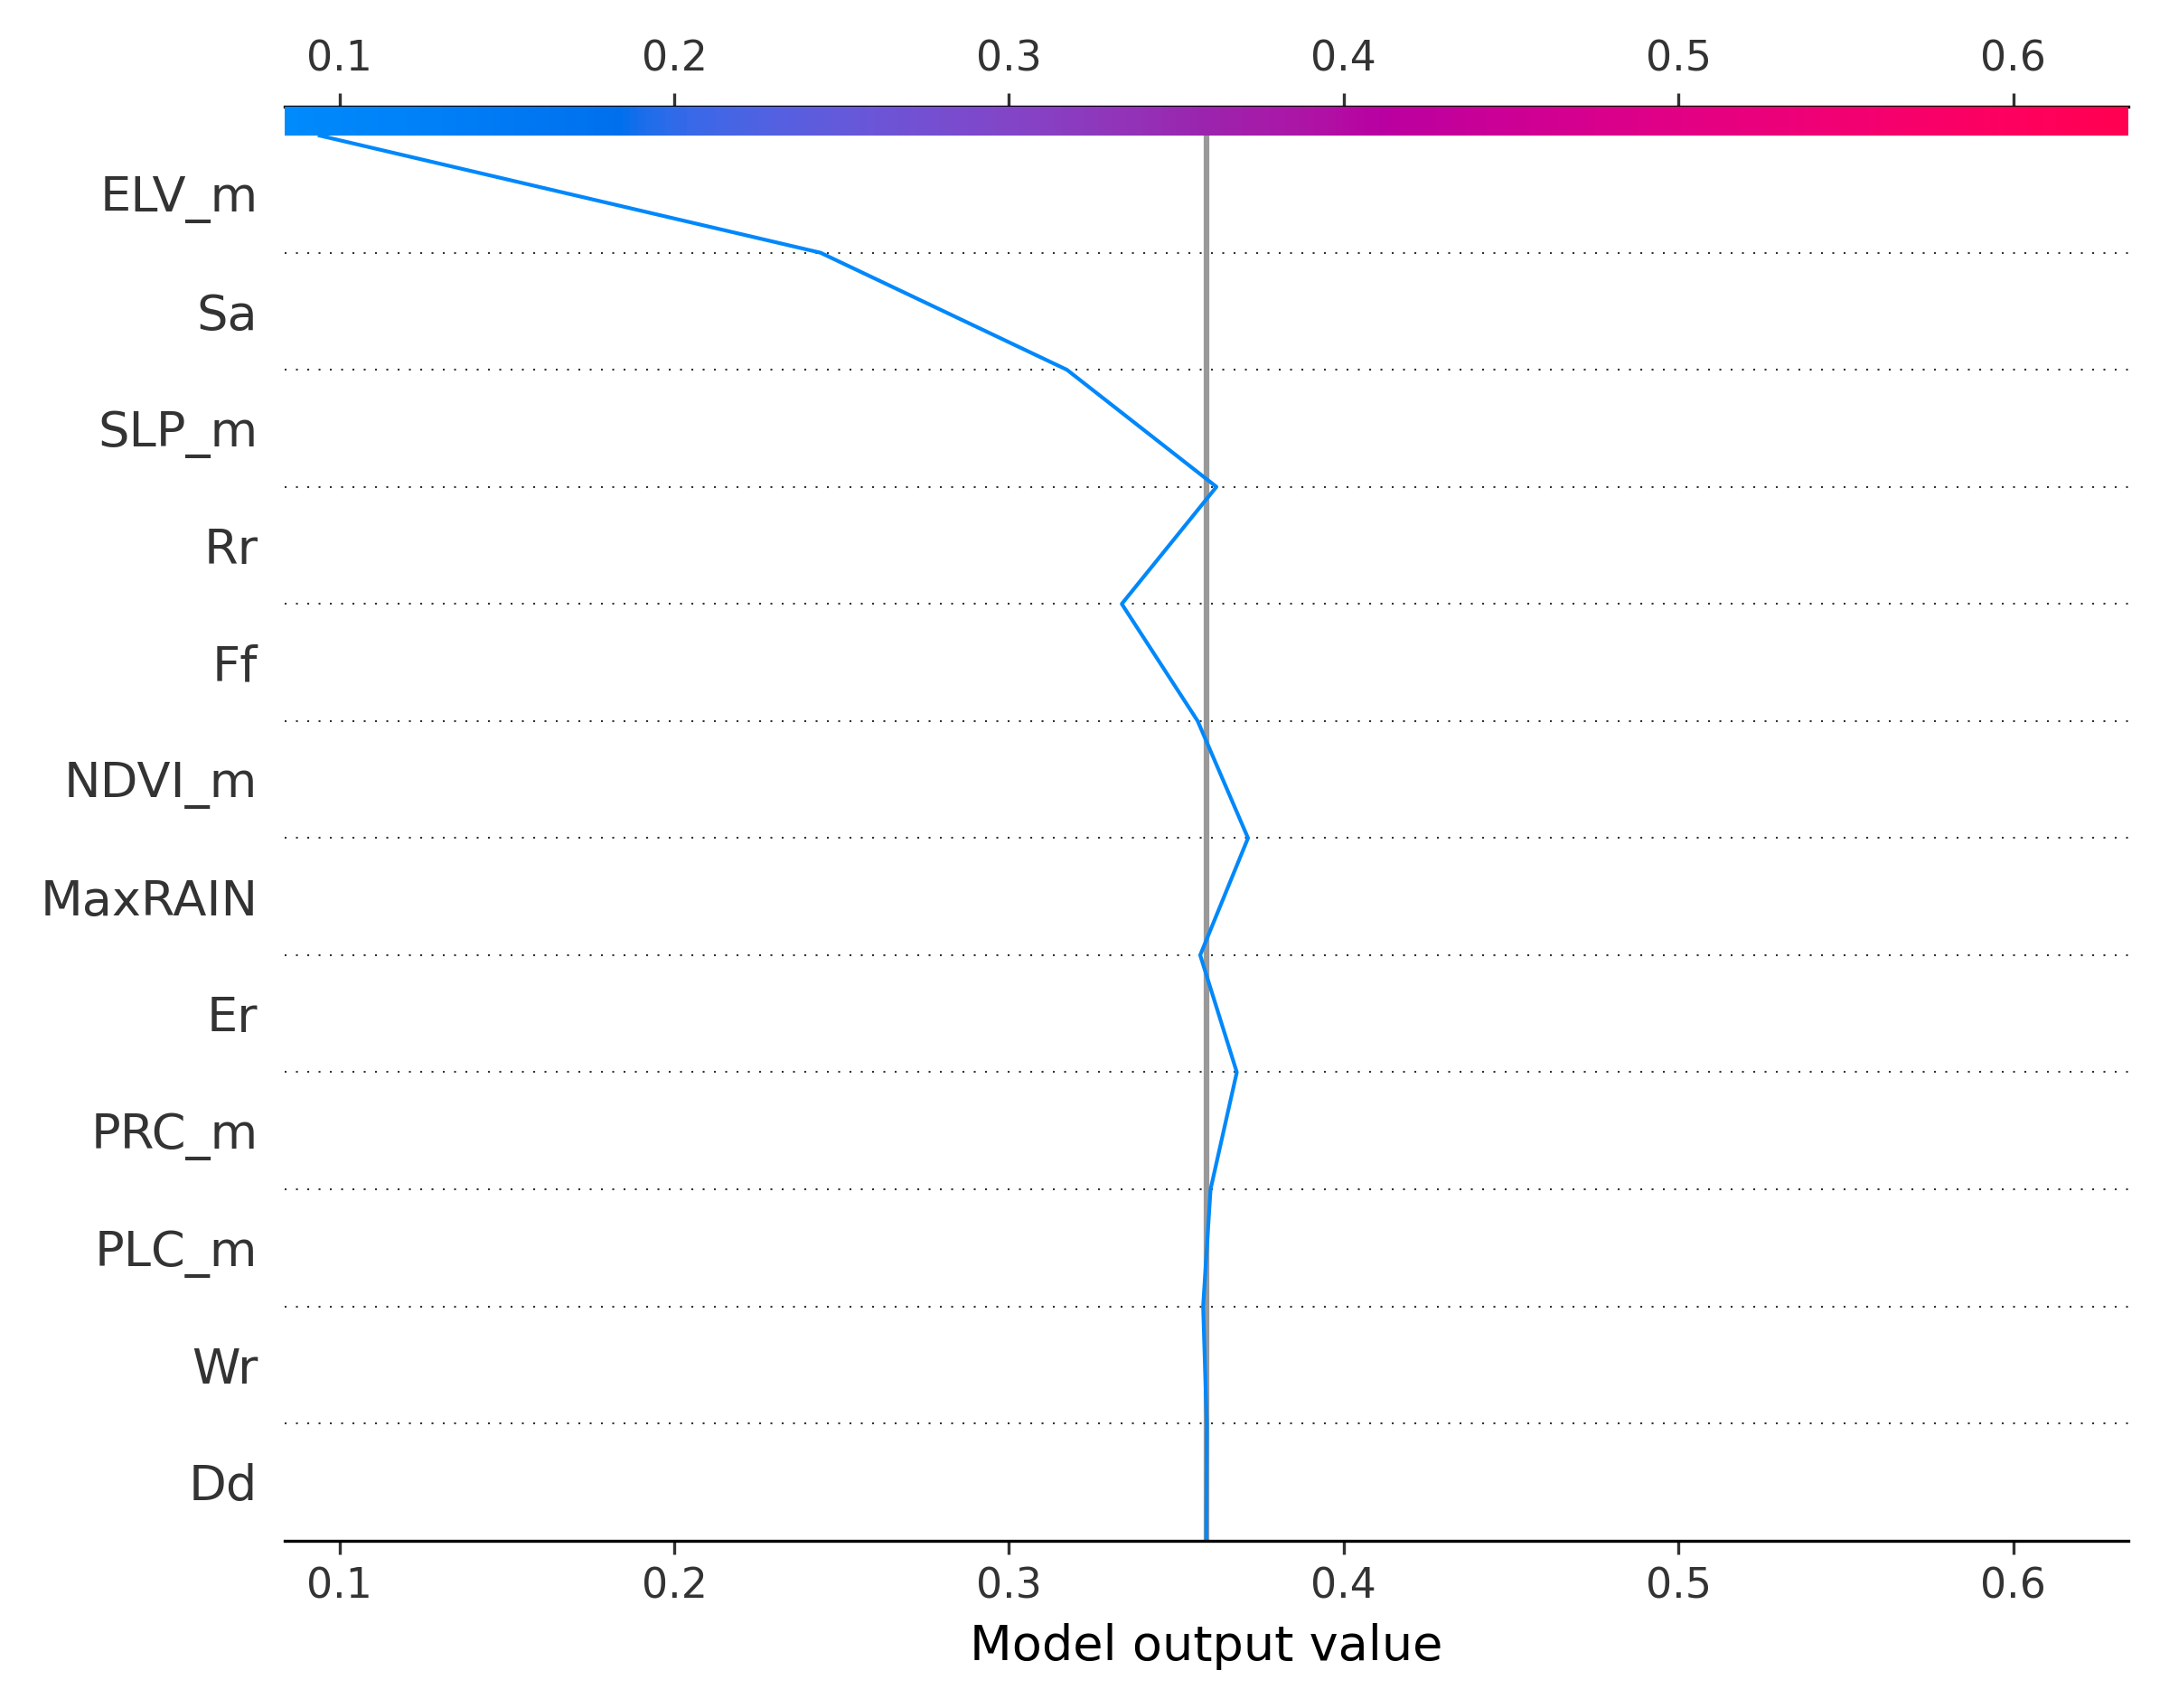 0.1 0.2 0.3 0.4 0.5 0.6
ELV_m
Sa
SLP_m
Rr
Ff
NDVI_m
MaxRAIN
Er
PRC_m
PLC_m
Wr
Dd
0.1 0.2 0.3 0.4 0.5 0.6
Model output value